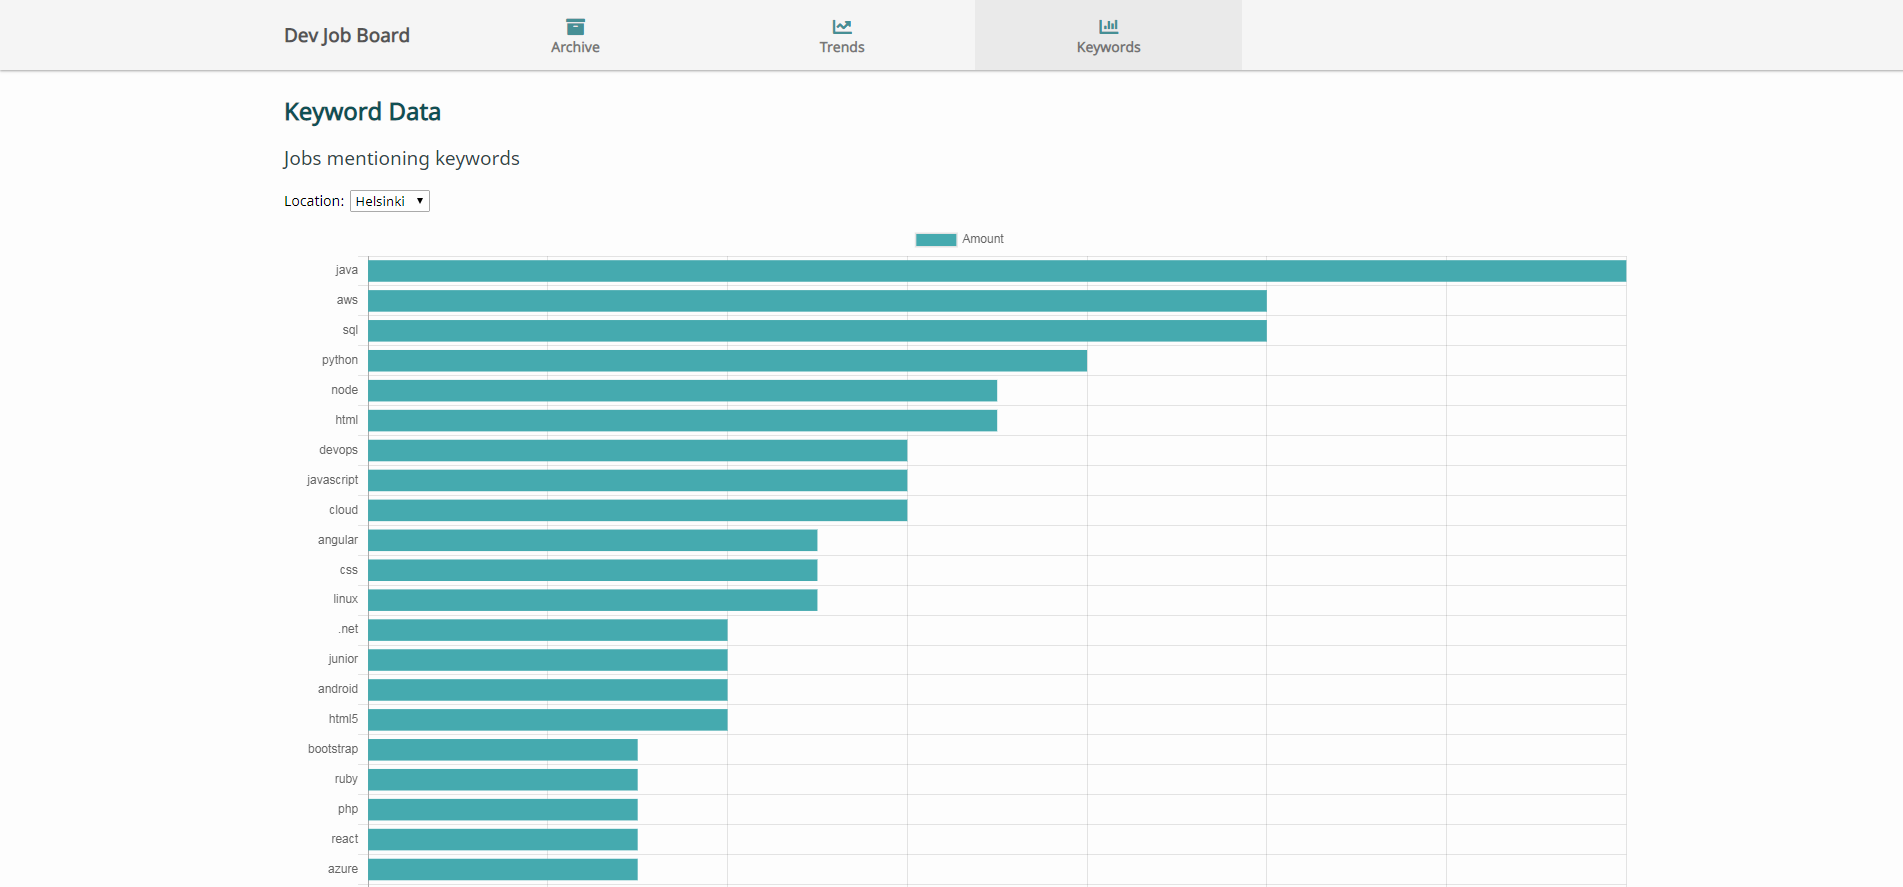 Dev Job Board
Archive
Trends
Keywords
Keyword Data
Jobs mentioning keywords
Location: Helsinki
Amount
java
aws
sql
python
node
html
devops
javascript
cloud
angular
css
linux
.net
junior
android
html5
bootstrap
ruby
php
react
azure